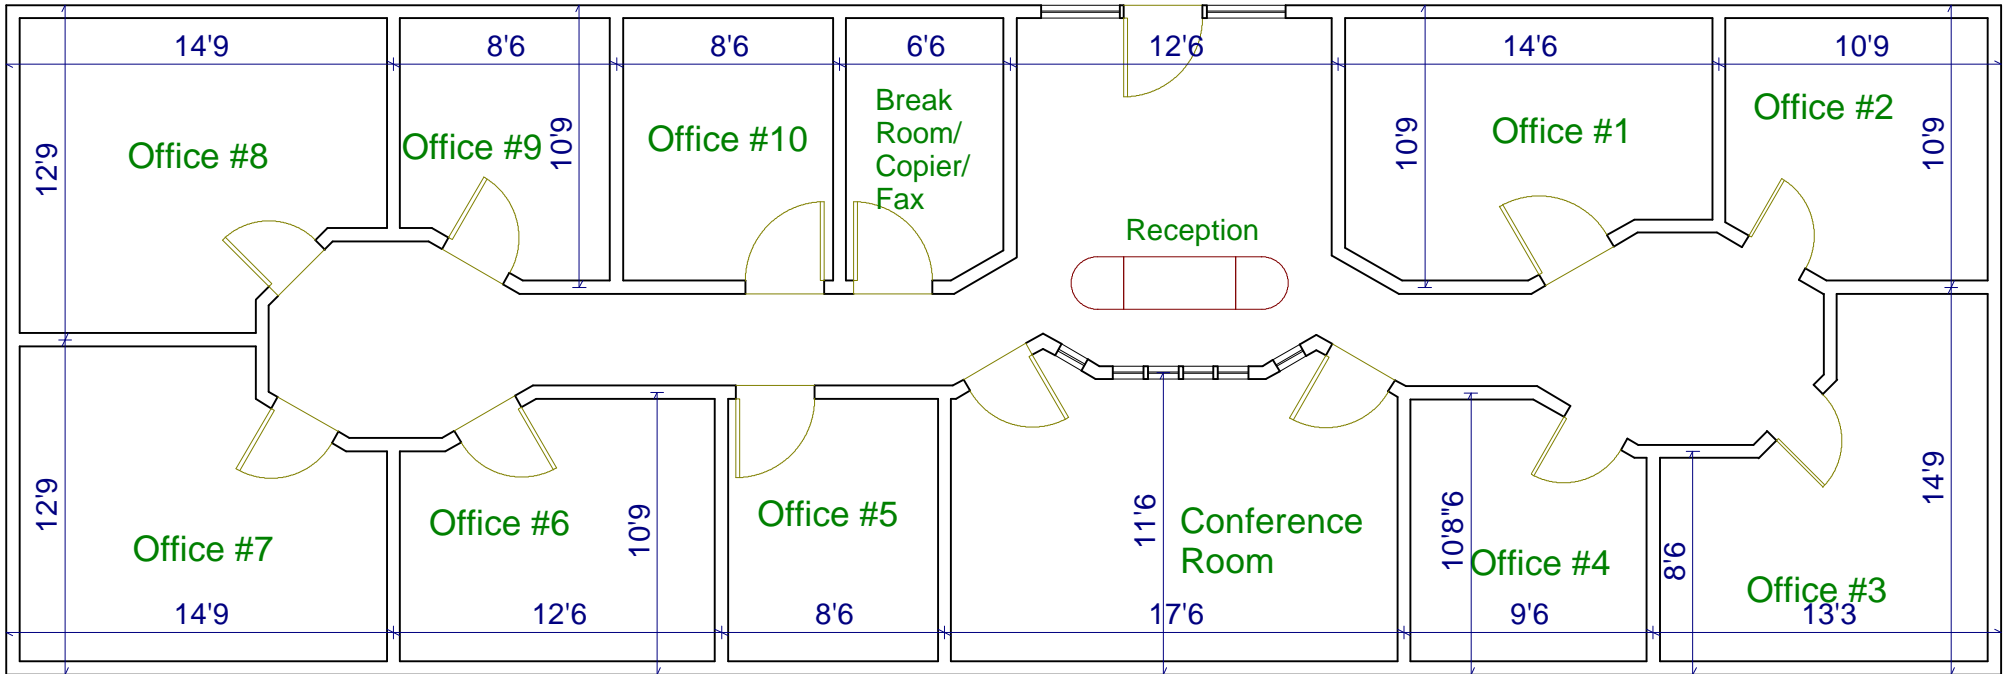 14'9
8'6
8'6
6'6
12'6
14'6
10'9
Break
Room/
Copier/
Fax
Office #8
Office #9
Office #10
Office #1
Office #2
12'9
10'9
10'9
10'9
Reception
12'9
Office #7
Office #6
10'9
Office #5
11'6
Conference
Room
10'8"6
Office #4
8'6
Office #3
14'9
14'9
12'6
8'6
17'6
9'6
13'3